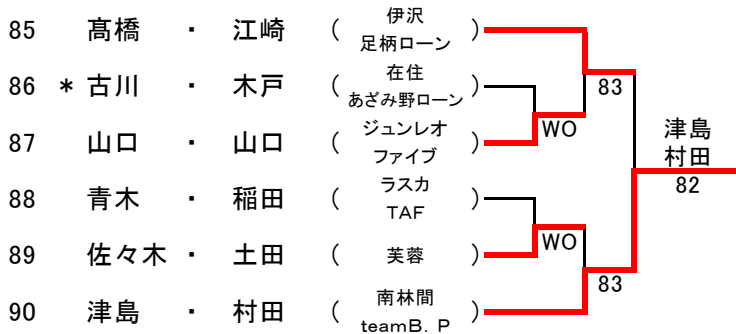 85 髙橋 ・ 江崎 ( 伊沢 足柄ローン )
86 * 古川 ・ 木戸 ( 在住 あざみ野ローン )
87 山口 ・ 山口 ( ジュンレオ ファイブ )
88 青木 ・ 稲田 ( ラスカ TAF )
89 佐々木 ・ 土田 ( 芙蓉 )
90 津島 ・ 村田 ( 南林間 teamB.P )
83
WO
WO
83
津島
村田
82